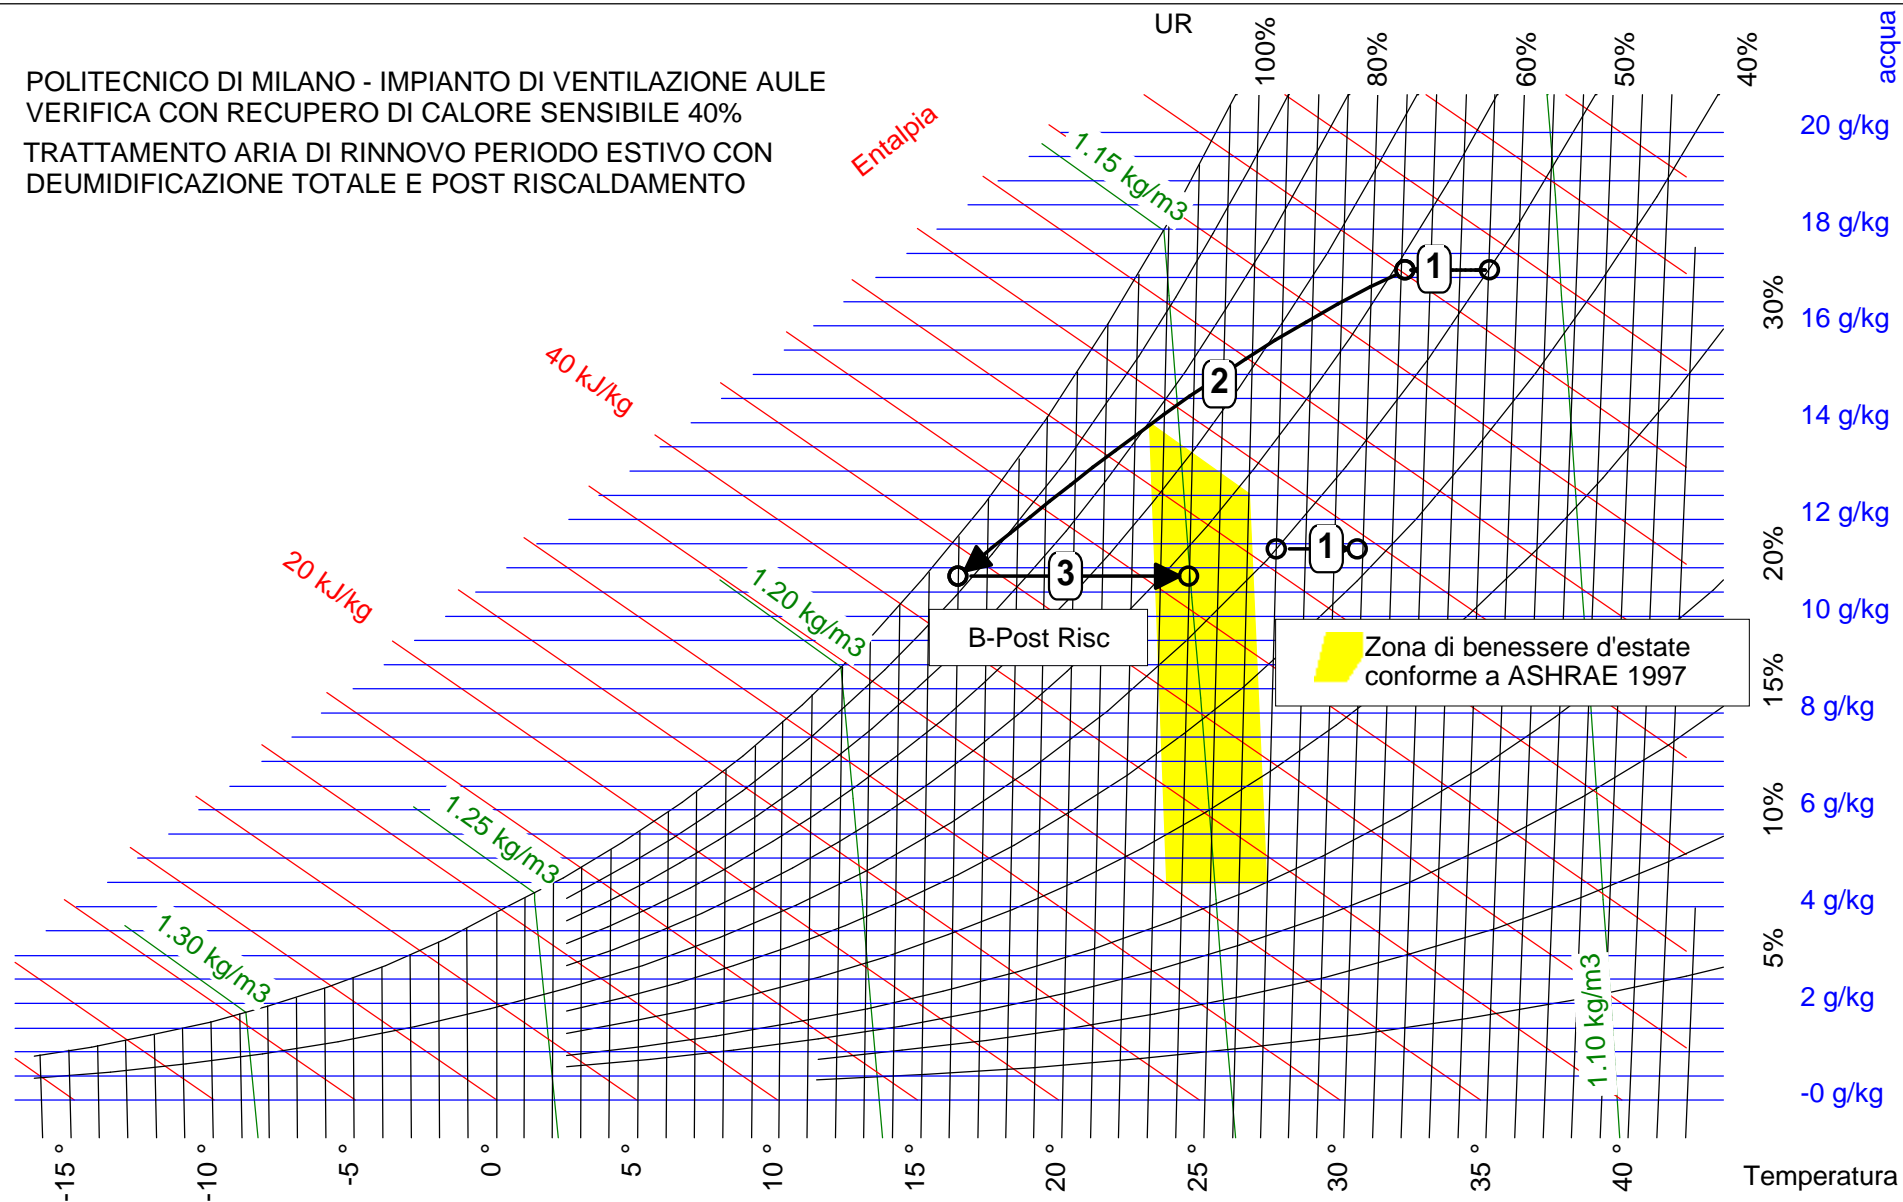 UR
acqua
100%
80%
60%
50%
40%
POLITECNICO DI MILANO - IMPIANTO DI VENTILAZIONE AULE
VERIFICA CON RECUPERO DI CALORE SENSIBILE 40%
TRATTAMENTO ARIA DI RINNOVO PERIODO ESTIVO CON
DEUMIDIFICAZIONE TOTALE E POST RISCALDAMENTO
Entalpia
1.15 kg/m3
20 g/kg
18 g/kg
1
30%
16 g/kg
40 kJ/kg
2
14 g/kg
12 g/kg
1
20%
20 kJ/kg
3
1.20 kg/m3
10 g/kg
B-Post Risc
Zona di benessere d'estate
conforme a ASHRAE 1997
15%
8 g/kg
1.25 kg/m3
10%
6 g/kg
4 g/kg
1.30 kg/m3
5%
2 g/kg
1.10 kg/m3
-0 g/kg
-15 °
-10 °
-5 °
0 °
5 °
10 °
15 °
20 °
25 °
30 °
35 °
40 °
Temperatura